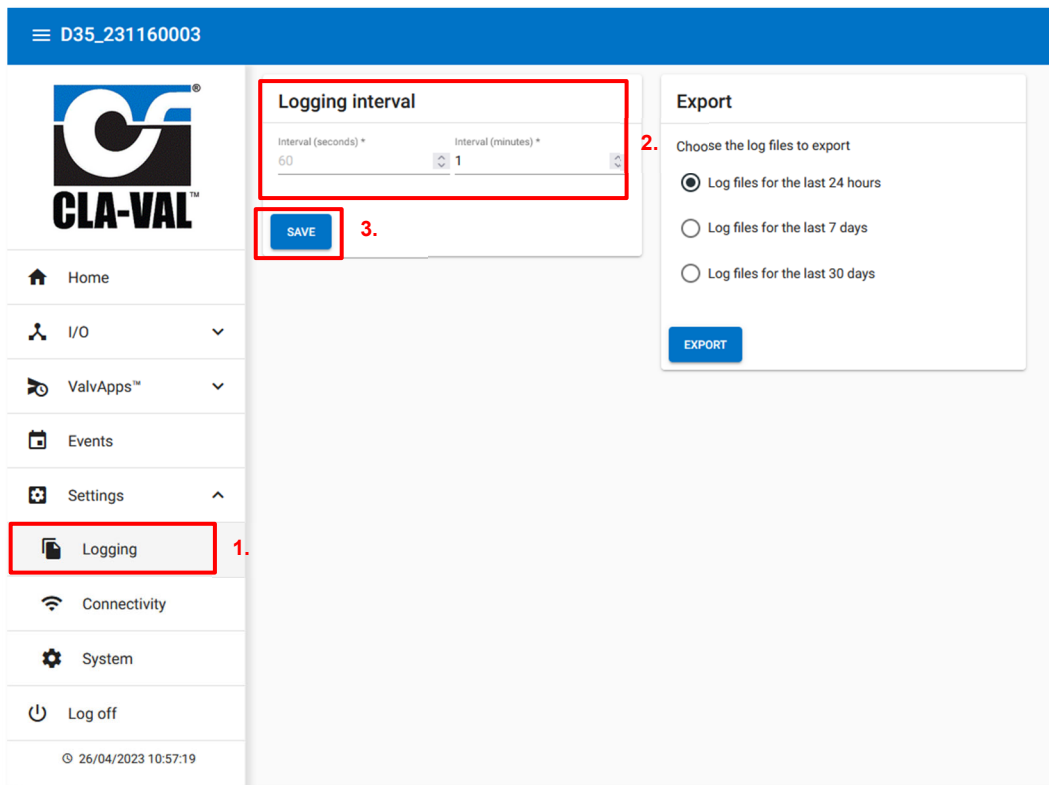 D35_231160003
®
CLA-VAL™
Home
I/O
ValvApps™
Events
Settings
Logging
1.
Connectivity
System
Log off
26/04/2023 10:57:19
Logging interval
Interval (seconds) *
60
Interval (minutes) *
1
2.
SAVE
3.
Export
Choose the log files to export
Log files for the last 24 hours
Log files for the last 7 days
Log files for the last 30 days
EXPORT